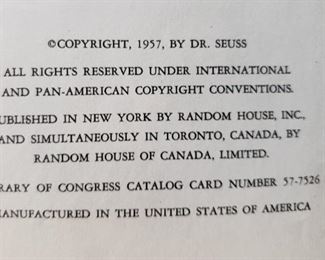 ©COPYRIGHT, 1957, BY DR. SEUSS
ALL RIGHTS RESERVED UNDER INTERNATIONAL
AND PAN-AMERICAN COPYRIGHT CONVENTIONS.
UBLISHED IN NEW YORK BY RANDOM HOUSE, INC.,
AND SIMULTANEOUSLY IN TORONTO, CANADA, BY
RANDOM HOUSE OF CANADA, LIMITED.
RARY OF CONGRESS CATALOG CARD NUMBER 57-7526
MANUFACTURED IN THE UNITED STATES OF AMERICA